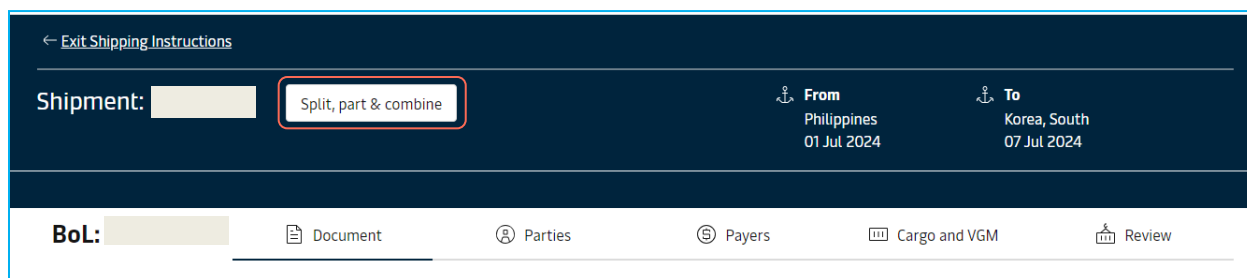 ← Exit Shipping Instructions
Shipment:
Split, part & combine
From
Philippines
01 Jul 2024
To
Korea, South
07 Jul 2024
BoL:
Document
Parties
Payers
Cargo and VGM
Review